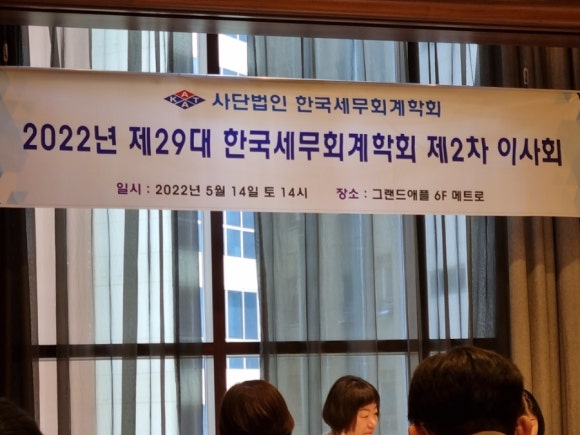 KATA 사단법인 한국세무회계학회
2022년 제29대 한국세무회계학회 제2차 이사회
일시 : 2022년 5월 14일 토 14시 장소 : 그랜드애플 6F 메트로